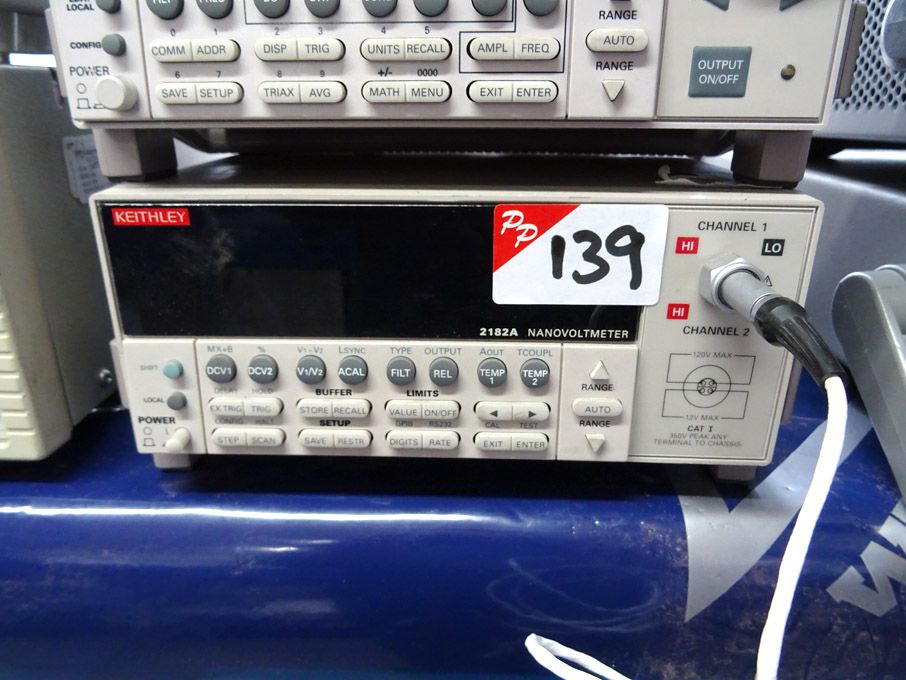 LOCAL
0 1 2 3 4 5
CONFIG COMM ADDR DISP TRIG UNITS RECALL AMPL FREQ
POWER
6 7 8 9 +/- 0000
SAVE SETUP TRIAX AVG MATH MENU EXIT ENTER
RANGE
AUTO
RANGE
OUTPUT
ON/OFF
KEITHLEY
PP
139
2182A NANOVOLTMETER
CHANNEL 1
HI LO
HI
CHANNEL 2
120V MAX
12V MAX
CAT I
350V PEAK ANY
TERMINAL TO CHASSIS
MX+B % V1-V2 LSYNC TYPE OUTPUT AOUT TCOUPL
SHIFT DCV1 DCV2 V1/V2 ACAL FILT REL TEMP 1 TEMP 2
DELAY HOLD BUFFER LIMITS
LOCAL EX TRIG TRIG STORE RECALL VALUE ON/OFF
CONFIG HALT SETUP GPIB RS232 CAL TEST
POWER
STEP SCAN SAVE RESTR DIGITS RATE EXIT ENTER
RANGE
AUTO
RANGE